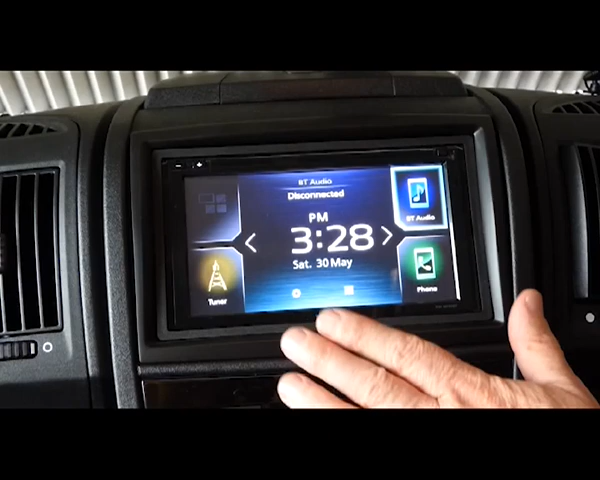 BT Audio
Disconnected
PM
3:28
Sat. 30 May
BT Audio
Tuner
Phone